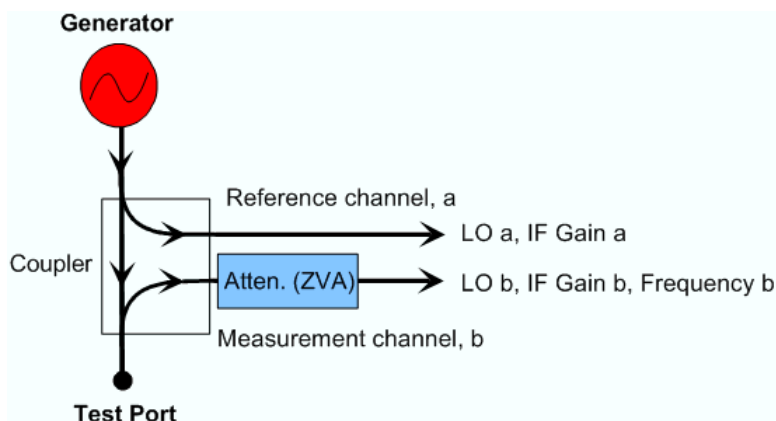 Generator
Reference channel, a
LO a, IF Gain a
Coupler
Atten. (ZVA)
LO b, IF Gain b, Frequency b
Measurement channel, b
Test Port